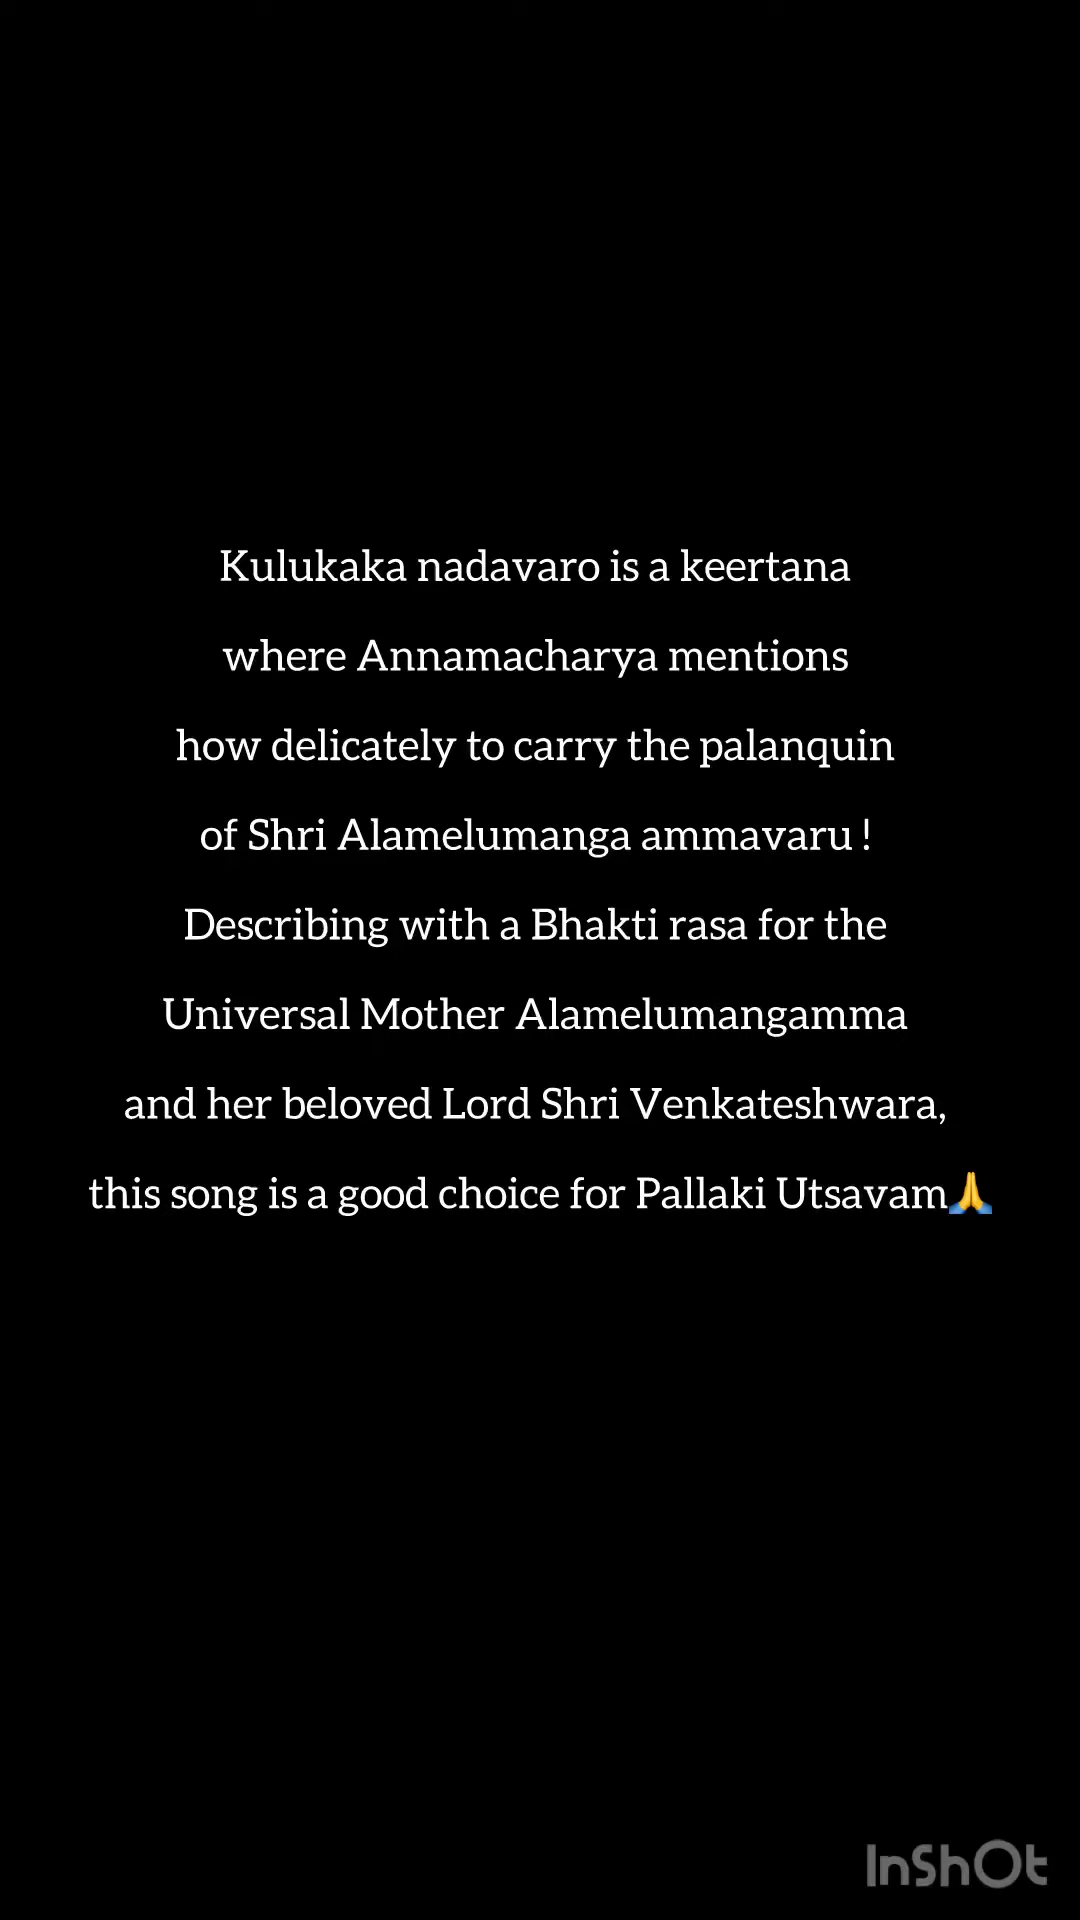 Kulukaka nadavaro is a keertana
where Annamacharya mentions
how delicately to carry the palanquin
of Shri Alamelumanga ammavaru !
Describing with a Bhakti rasa for the
Universal Mother Alamelumangamma
and her beloved Lord Shri Venkateshwara,
this song is a good choice for Pallaki Utsavam🙏
InShOt